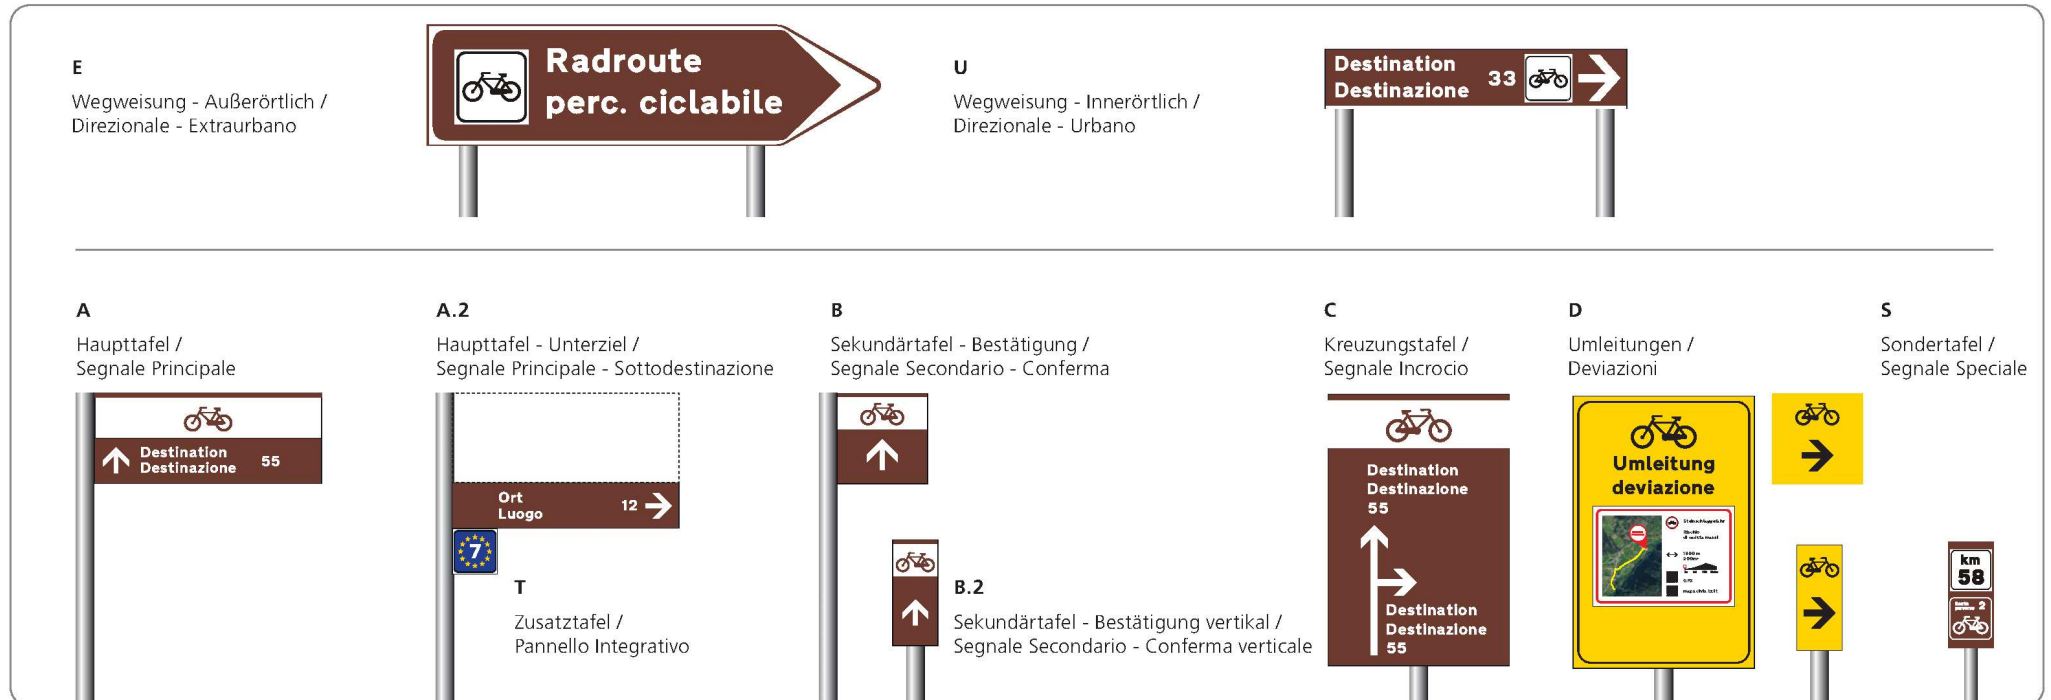 E
Wegweisung - Außerörtlich /
Direzionale - Extraurbano
Radroute
perc. ciclabile
U
Wegweisung - Innerörtlich /
Direzionale - Urbano
Destination
Destinazione
33
A
Haupttafel /
Segnale Principale
Destination
Destinazione
55
A.2
Haupttafel - Unterziel /
Segnale Principale - Sottodestinazione
Ort
Luogo
12
7
T
Zusatztafel /
Pannello Integrativo
B
Sekundärtafel - Bestätigung /
Segnale Secondario - Conferma
B.2
Sekundärtafel - Bestätigung vertikal /
Segnale Secondario - Conferma verticale
C
Kreuzungstafel /
Segnale Incrocio
Destination
Destinazione
55
Destination
Destinazione
55
D
Umleitungen /
Deviazioni
Umleitung
deviazione
S
Sondertafel /
Segnale Speciale
km
58
2